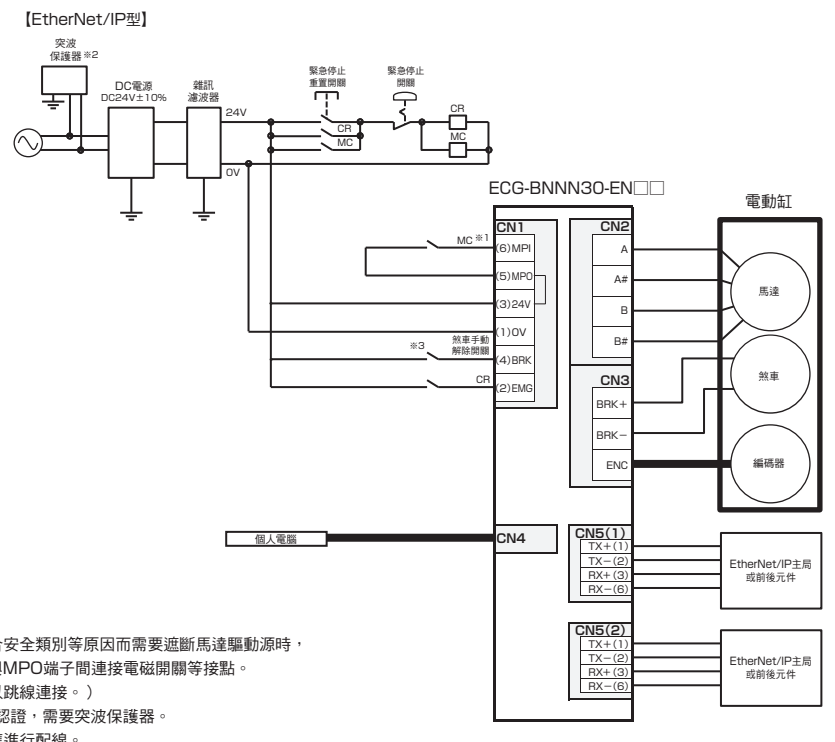 【EtherNet/IP型】
突波
保護器※2
DC電源
DC24V±10%
雜訊
濾波器
24V
0V
緊急停止
重置開關
緊急停止
開關
CR
MC
CR
MC
ECG-BNNN30-EN□□
電動缸
CN1
(6)MPI
(5)MPO
(3)24V
(1)0V
(4)BRK
(2)EMG
MC※1
※3
煞車手動
解除開關
CR
CN2
A
A#
B
B#
CN3
BRK+
BRK−
ENC
馬達
煞車
編碼器
個人電腦
CN4
CN5(1)
TX+(1)
TX−(2)
RX+(3)
RX−(6)
EtherNet/IP主局
或前後元件
CN5(2)
TX+(1)
TX−(2)
RX+(3)
RX−(6)
EtherNet/IP主局
或前後元件
安全類別等原因而需要遮斷馬達驅動源時，
MPO端子間連接電磁開關等接點。
跳線連接。）
認證，需要突波保護器。
進行配線。